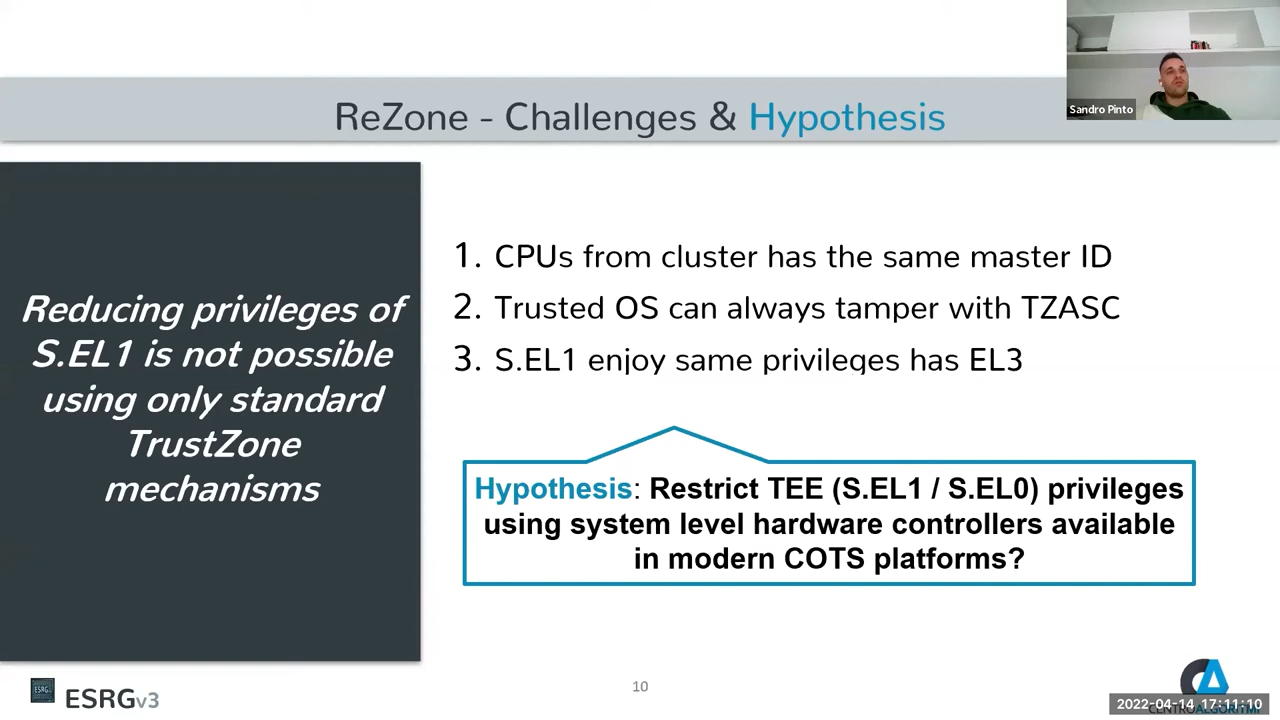 Sandro Pinto
ReZone - Challenges & Hypothesis
Reducing privileges of
S.EL1 is not possible
using only standard
TrustZone
mechanisms
1. CPUs from cluster has the same master ID
2. Trusted OS can always tamper with TZASC
3. S.EL1 enjoy same privileges has EL3
Hypothesis: Restrict TEE (S.EL1 / S.EL0) privileges
using system level hardware controllers available
in modern COTS platforms?
ESRG
ESRGv3
10
2022-04-14 17:11:10